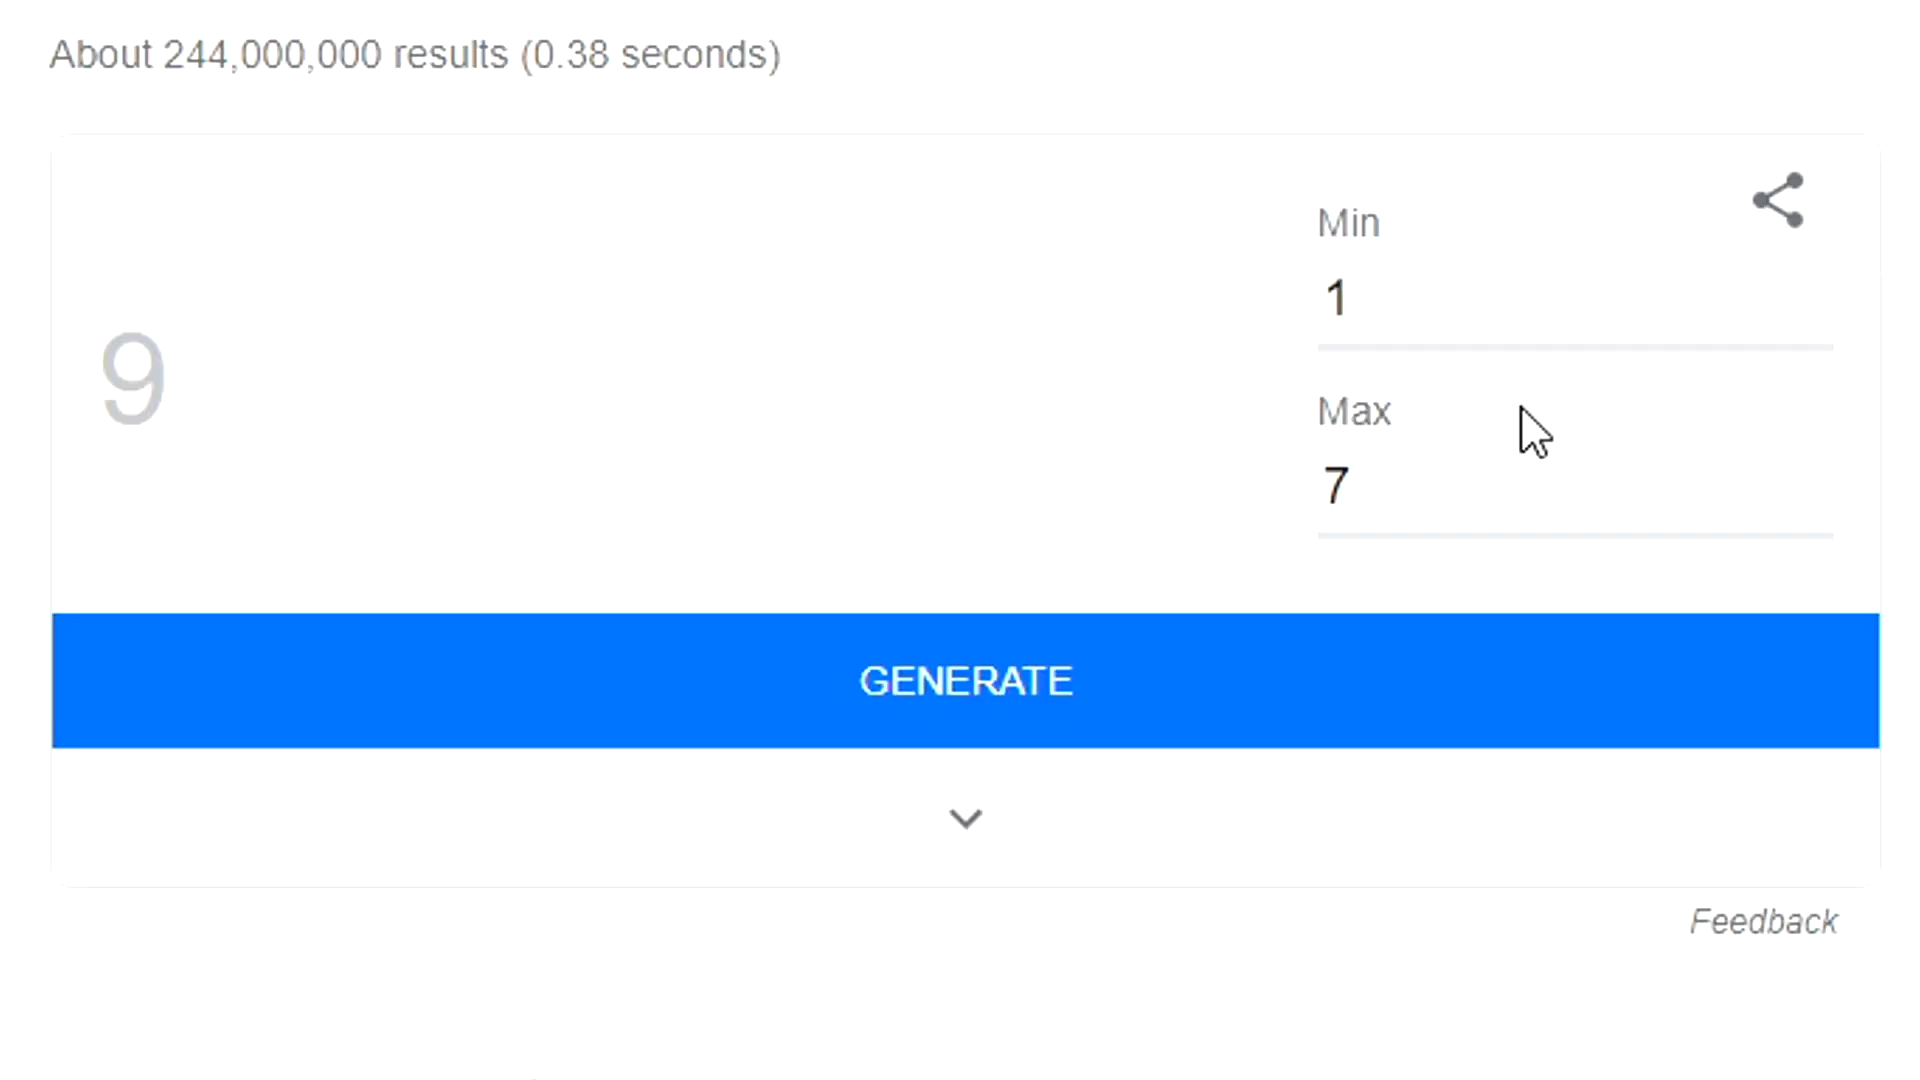 About 244,000,000 results (0.38 seconds)
Min
1
9
Max
7
GENERATE
Feedback